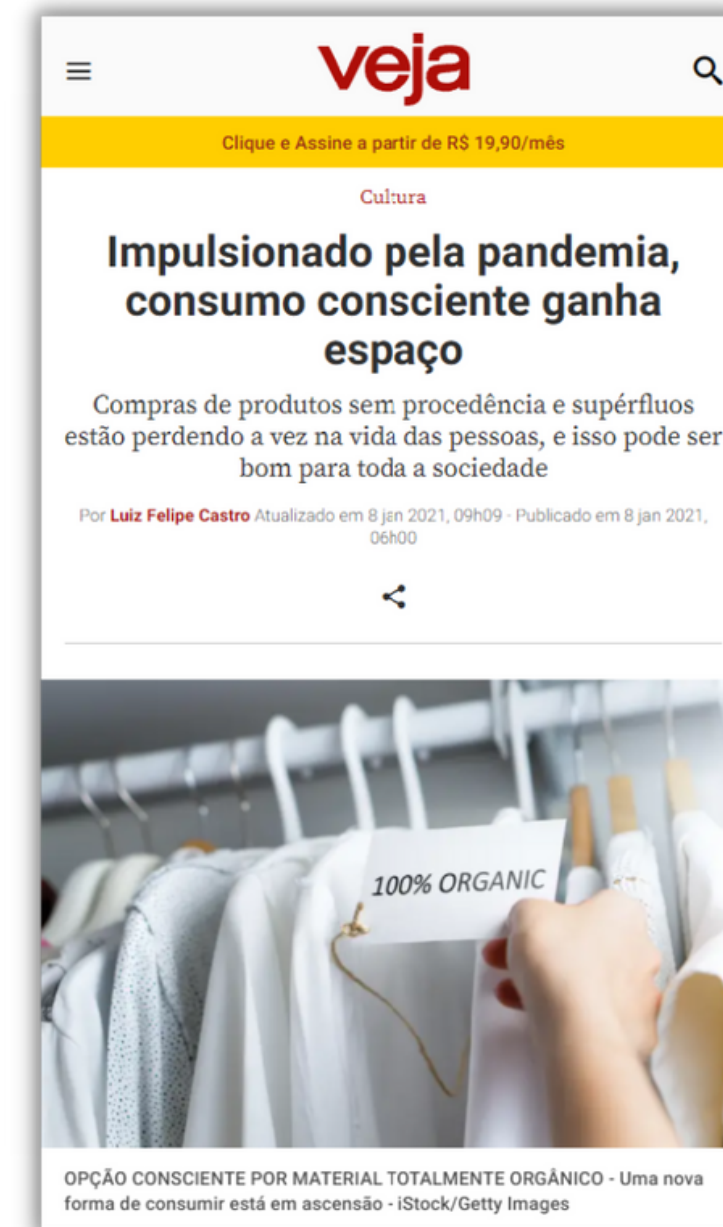 veja
Clique e Assine a partir de R$ 19,90/mês
Cultura
Impulsionado pela pandemia,
consumo consciente ganha
espaço
Compras de produtos sem procedência e supérfluos
estão perdendo a vez na vida das pessoas, e isso pode ser
bom para toda a sociedade
Por Luiz Felipe Castro Atualizado em 8 jan 2021, 09h09 - Publicado em 8 jan 2021,
06h00
100% ORGANIC
OPÇÃO CONSCIENTE POR MATERIAL TOTALMENTE ORGÂNICO - Uma nova
forma de consumir está em ascensão - iStock/Getty Images